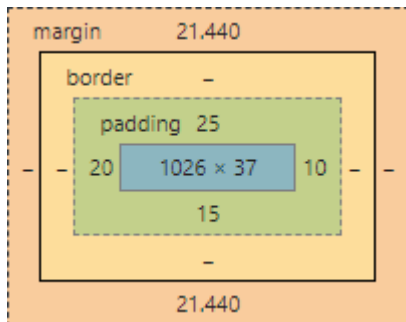 margin 21.440
border –
padding 25
– – 20 1026 × 37 10 – –
15
–
21.440